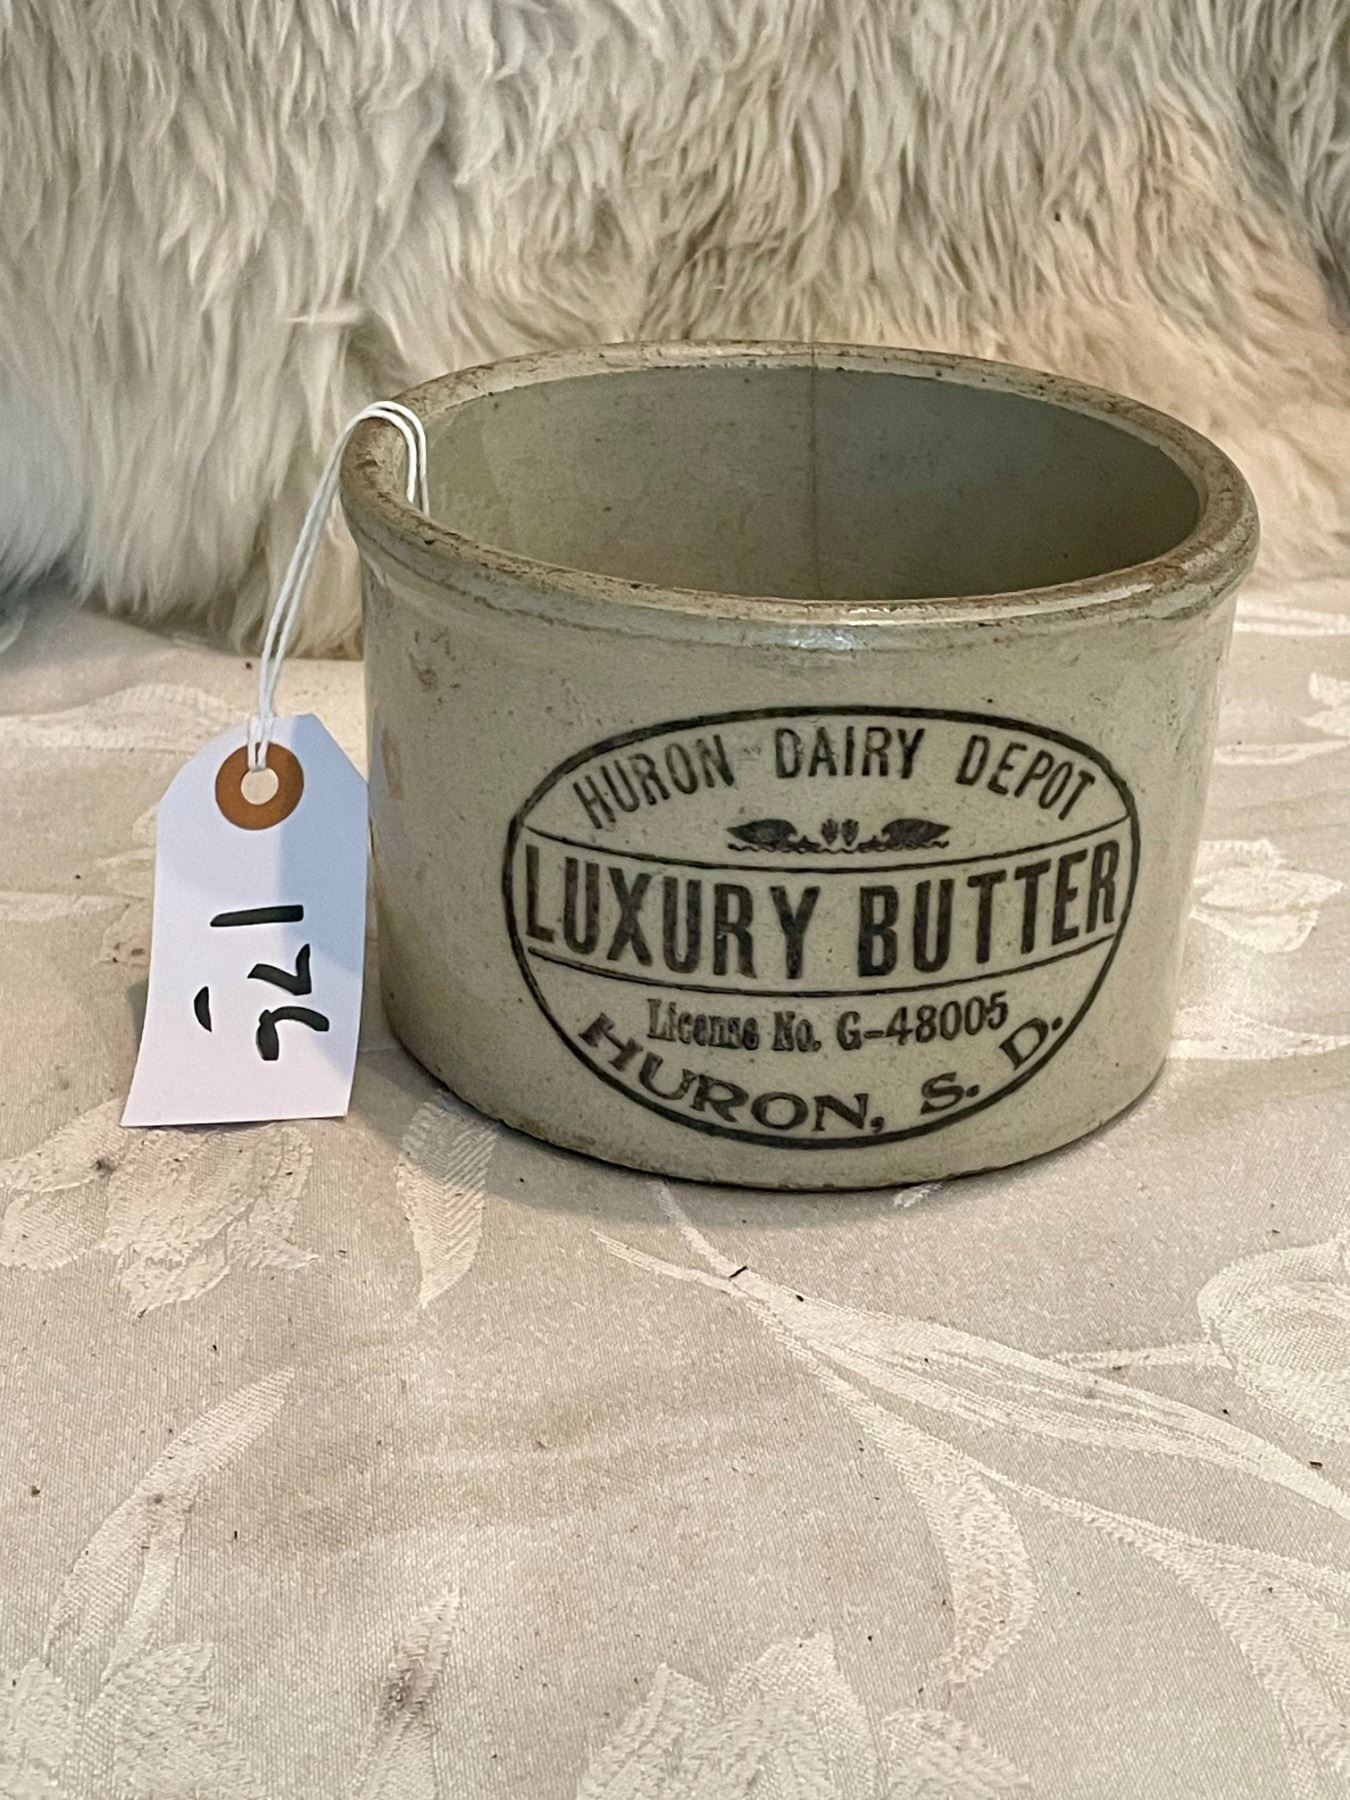 HURON DAIRY DEPOT
LUXURY BUTTER
License No. G-48005
HURON, S. D.
176